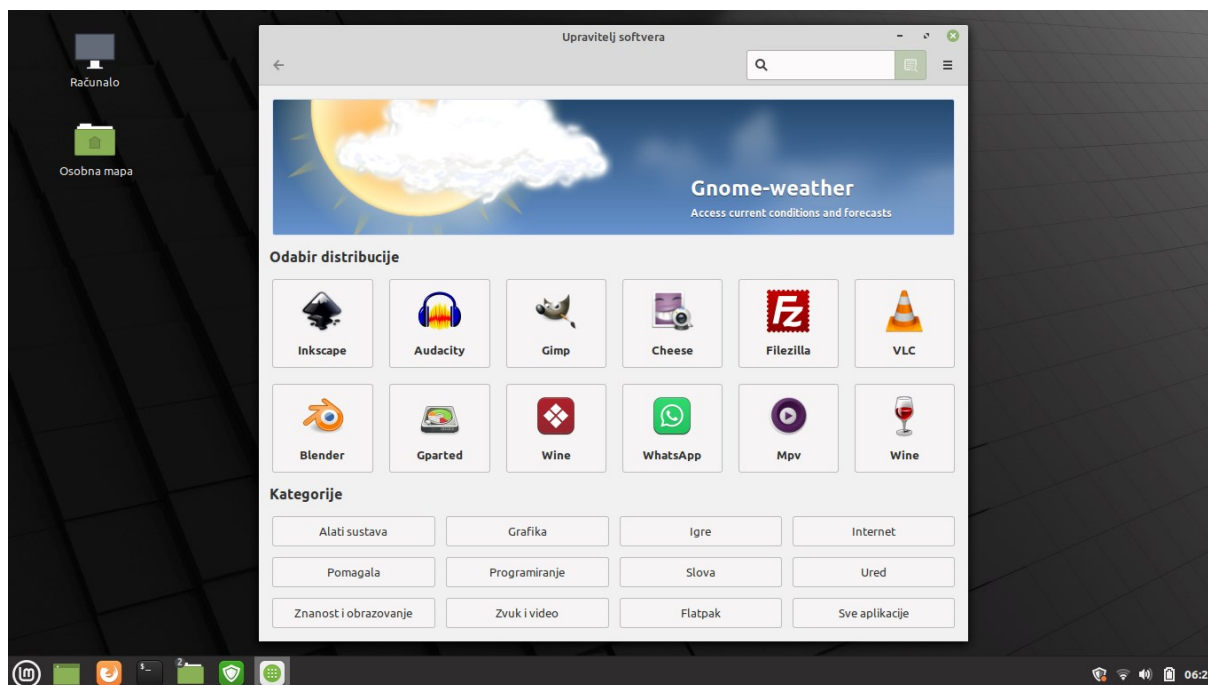 Upravitelj softvera
Računalo
Osobna mapa
Gnome-weather
Access current conditions and forecasts
Odabir distribucije
Inkscape Audacity Gimp Cheese Filezilla VLC
Blender Gparted Wine WhatsApp Mpv Wine
Kategorije
Alati sustava Grafika Igre Internet
Pomagala Programiranje Slova Ured
Znanost i obrazovanje Zvuk i video Flatpak Sve aplikacije
$_ 2